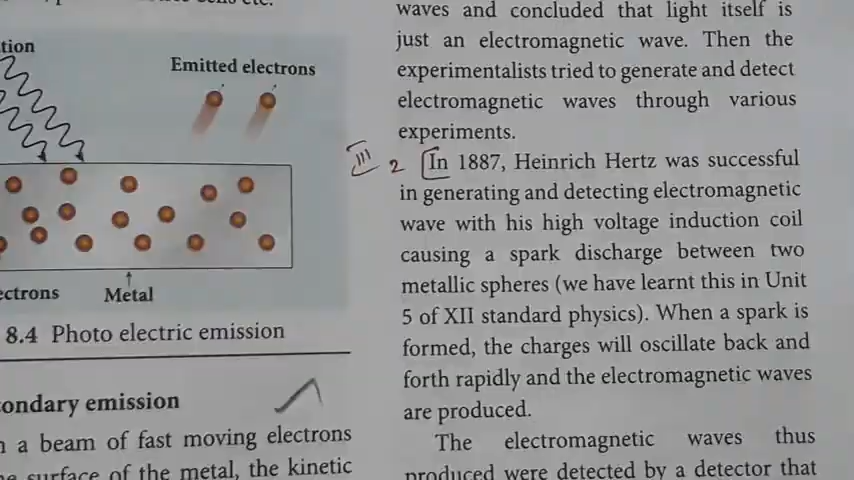 tion
Emitted electrons
ectrons
Metal
8.4 Photo electric emission
ondary emission
a beam of fast moving electrons
surface of the metal, the kinetic
waves and concluded that light itself is
just an electromagnetic wave. Then the
experimentalists tried to generate and detect
electromagnetic waves through various
experiments.
III 2 In 1887, Heinrich Hertz was successful
in generating and detecting electromagnetic
wave with his high voltage induction coil
causing a spark discharge between two
metallic spheres (we have learnt this in Unit
5 of XII standard physics). When a spark is
formed, the charges will oscillate back and
forth rapidly and the electromagnetic waves
are produced.
The electromagnetic waves thus
produced were detected by a detector that